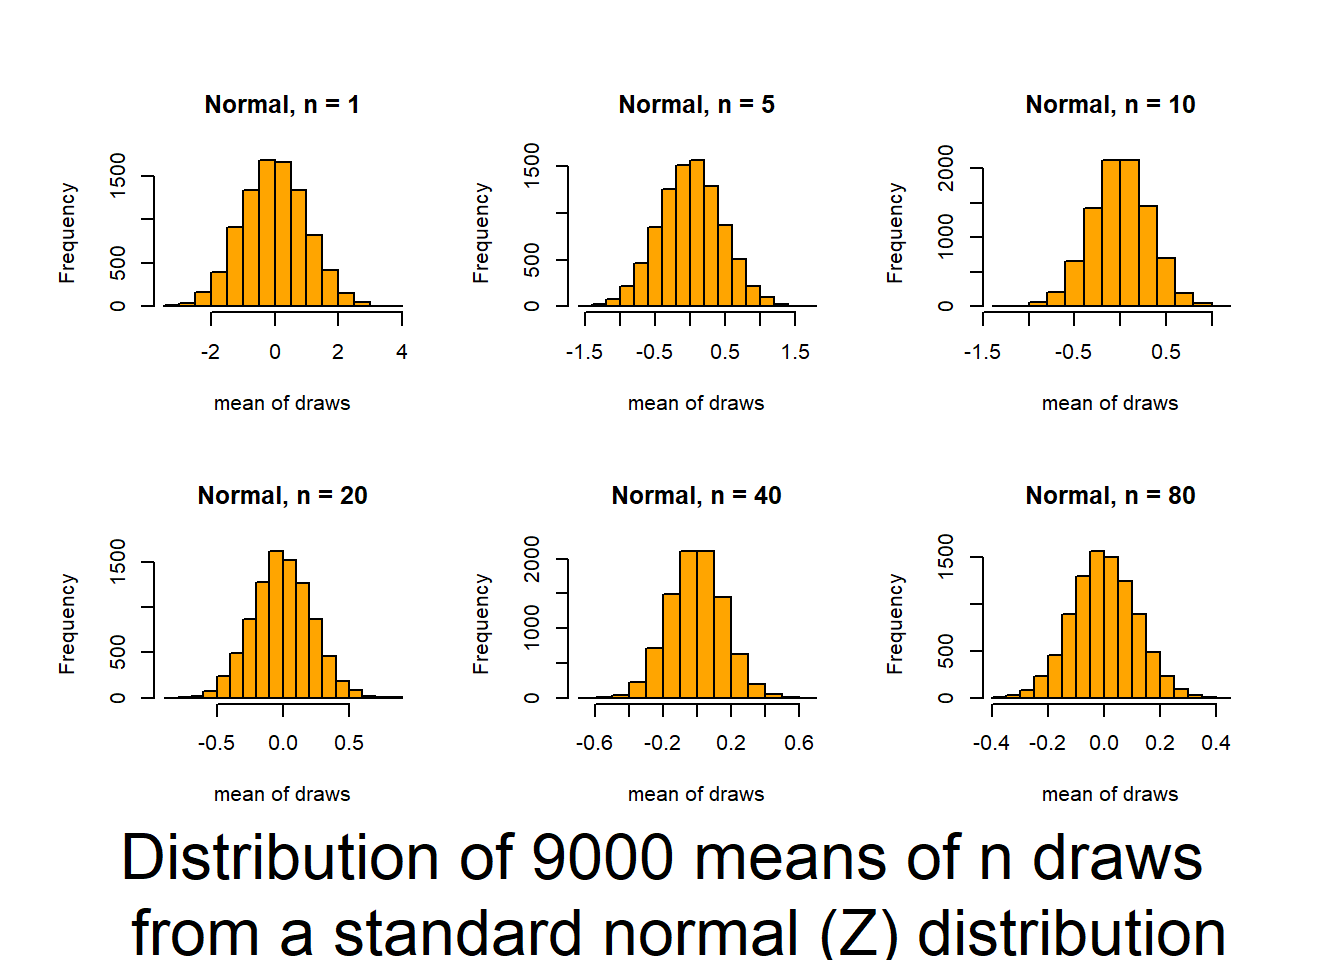 Normal, n = 1
Frequency
0
500
1500
-2
0
2
4
mean of draws
Normal, n = 5
Frequency
0
500
1500
-1.5
-0.5
0.5
1.5
mean of draws
Normal, n = 10
Frequency
0
1000
2000
-1.5
-0.5
0.5
mean of draws
Normal, n = 20
Frequency
0
500
1500
-0.5
0.0
0.5
mean of draws
Normal, n = 40
Frequency
0
1000
2000
-0.6
-0.2
0.2
0.6
mean of draws
Normal, n = 80
Frequency
0
500
1500
-0.4
-0.2
0.0
0.2
0.4
mean of draws
Distribution of 9000 means of n draws
from a standard normal (Z) distribution